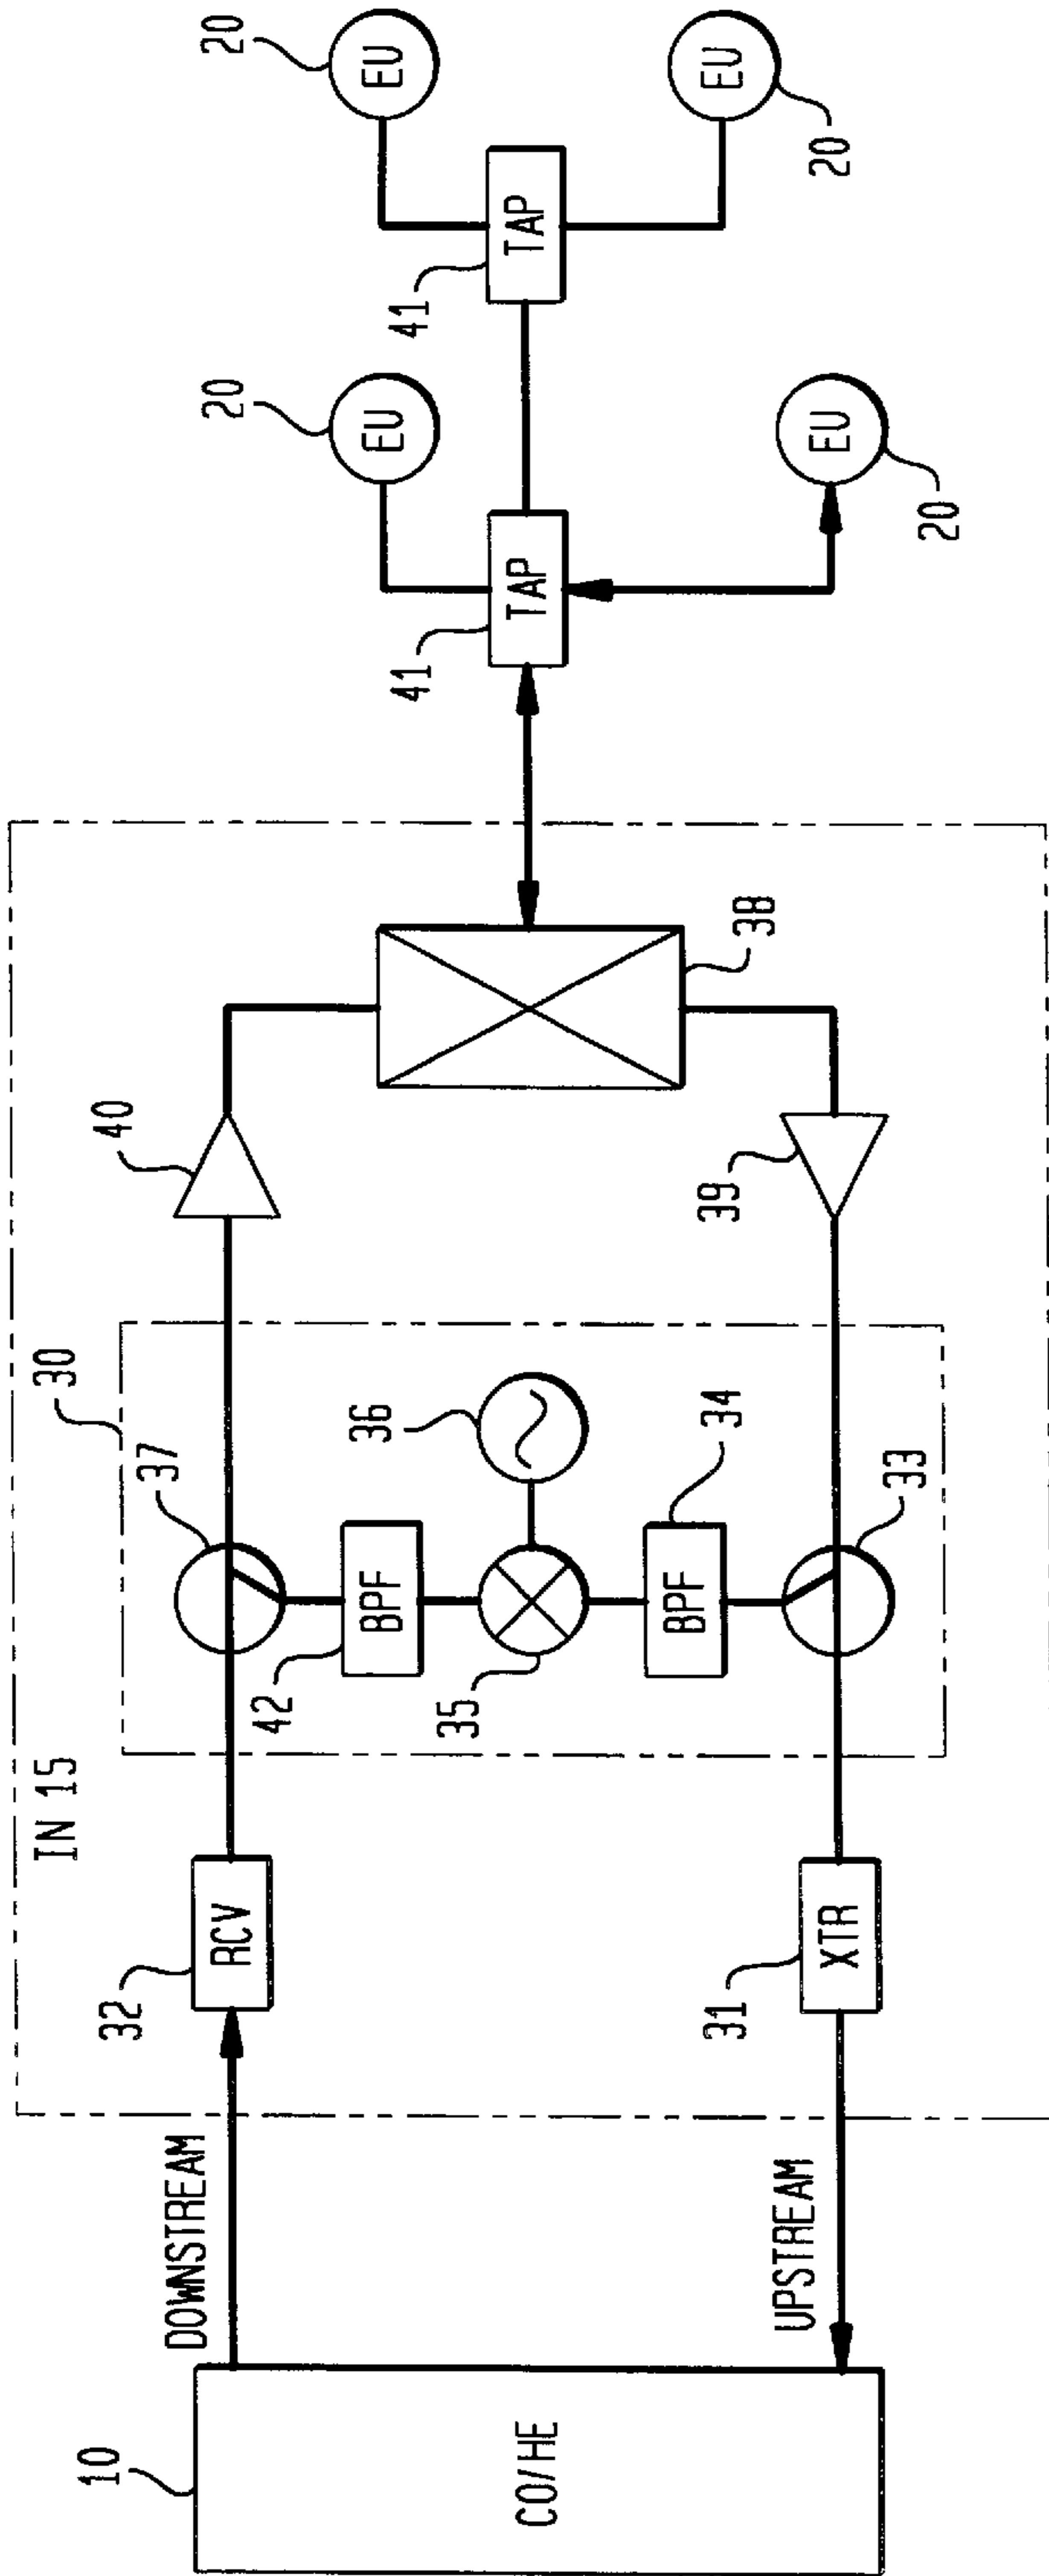 10
CO/HE
DOWNSTREAM
UPSTREAM
IN 15
32
RCV
31
XTR
30
37
42
BPF
35
36
BPF
34
33
40
38
39
41
TAP
20
EU
EU
20
41
TAP
20
EU
EU
20